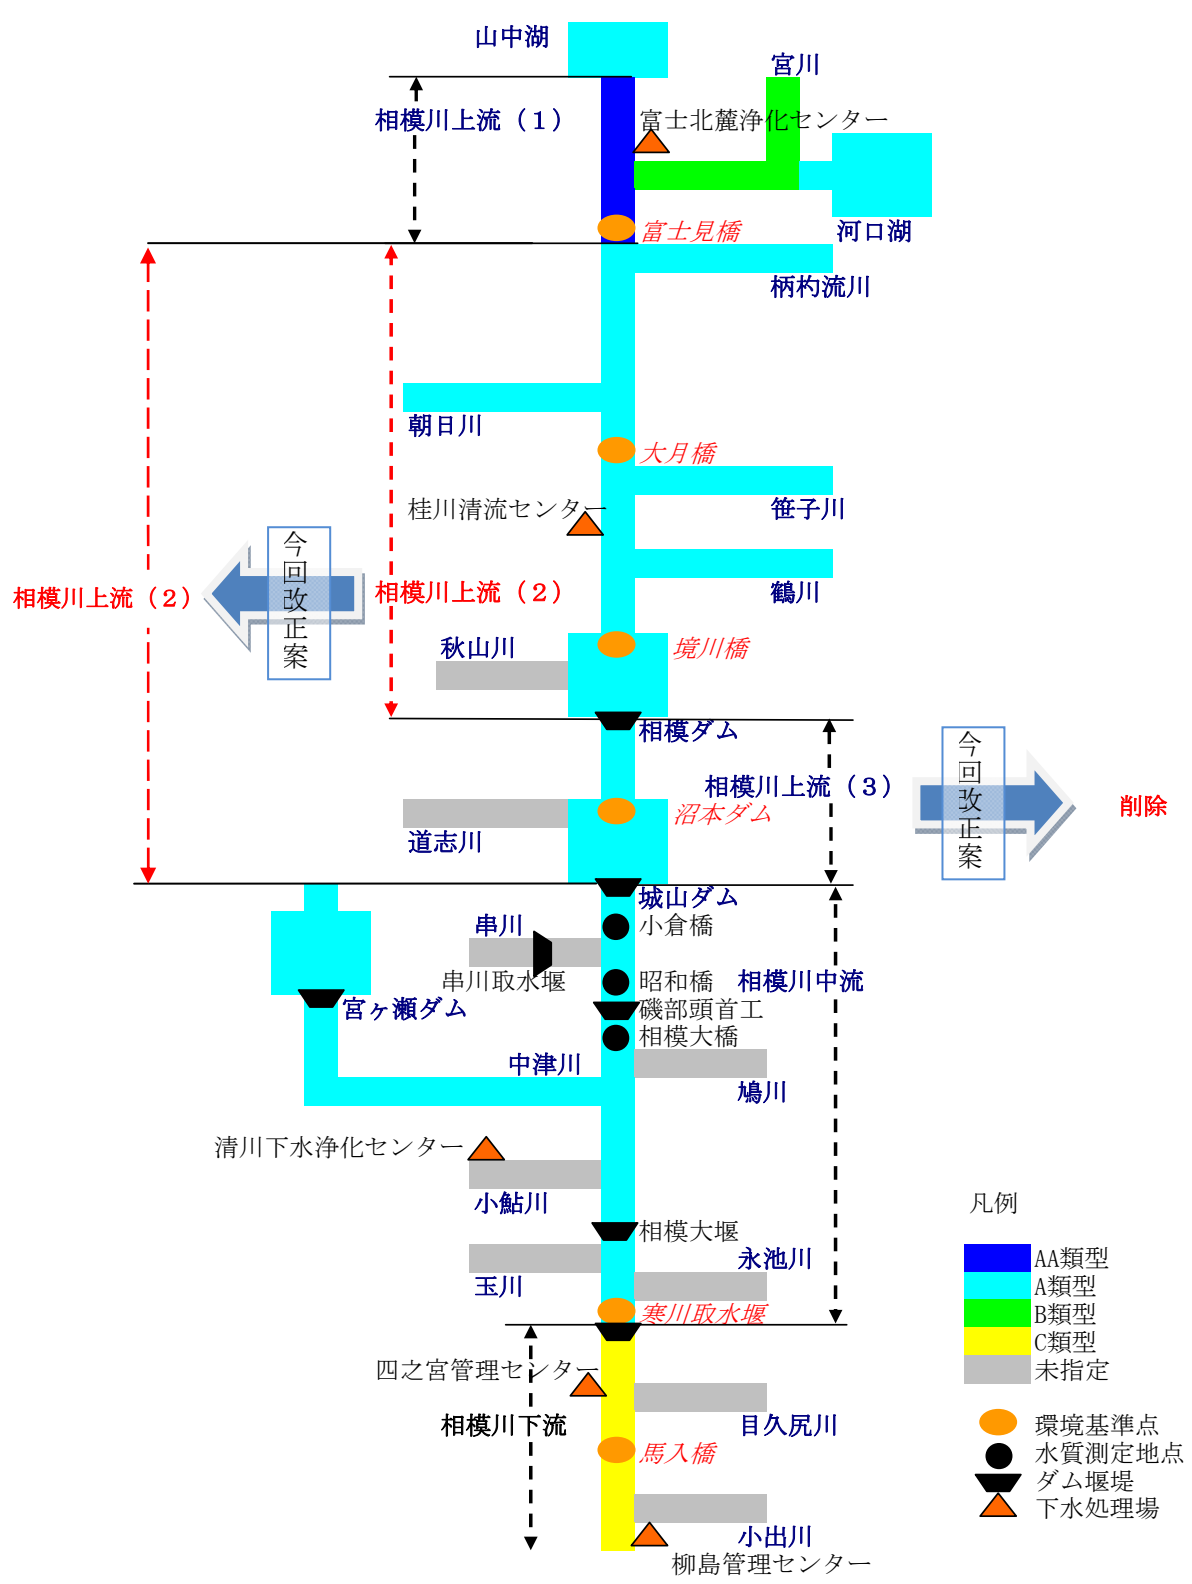 山中湖
宮川
相模川上流（１）
富士北麓浄化センター
富士見橋
河口湖
柄杓流川
朝日川
大月橋
桂川清流センター
笹子川
今回改正案
相模川上流（２）
相模川上流（２）
鶴川
秋山川
境川橋
相模ダム
今回改正案
相模川上流（３）
削除
沼本ダム
道志川
城山ダム
串川
小倉橋
串川取水堰
昭和橋
相模川中流
宮ヶ瀬ダム
磯部頭首工
相模大橋
中津川
鳩川
清川下水浄化センター
小鮎川
凡例
相模大堰
永池川
玉川
寒川取水堰
AA類型
A類型
B類型
C類型
未指定
四之宮管理センター
相模川下流
目久尻川
馬入橋
環境基準点
水質測定地点
ダム堰堤
下水処理場
小出川
柳島管理センター